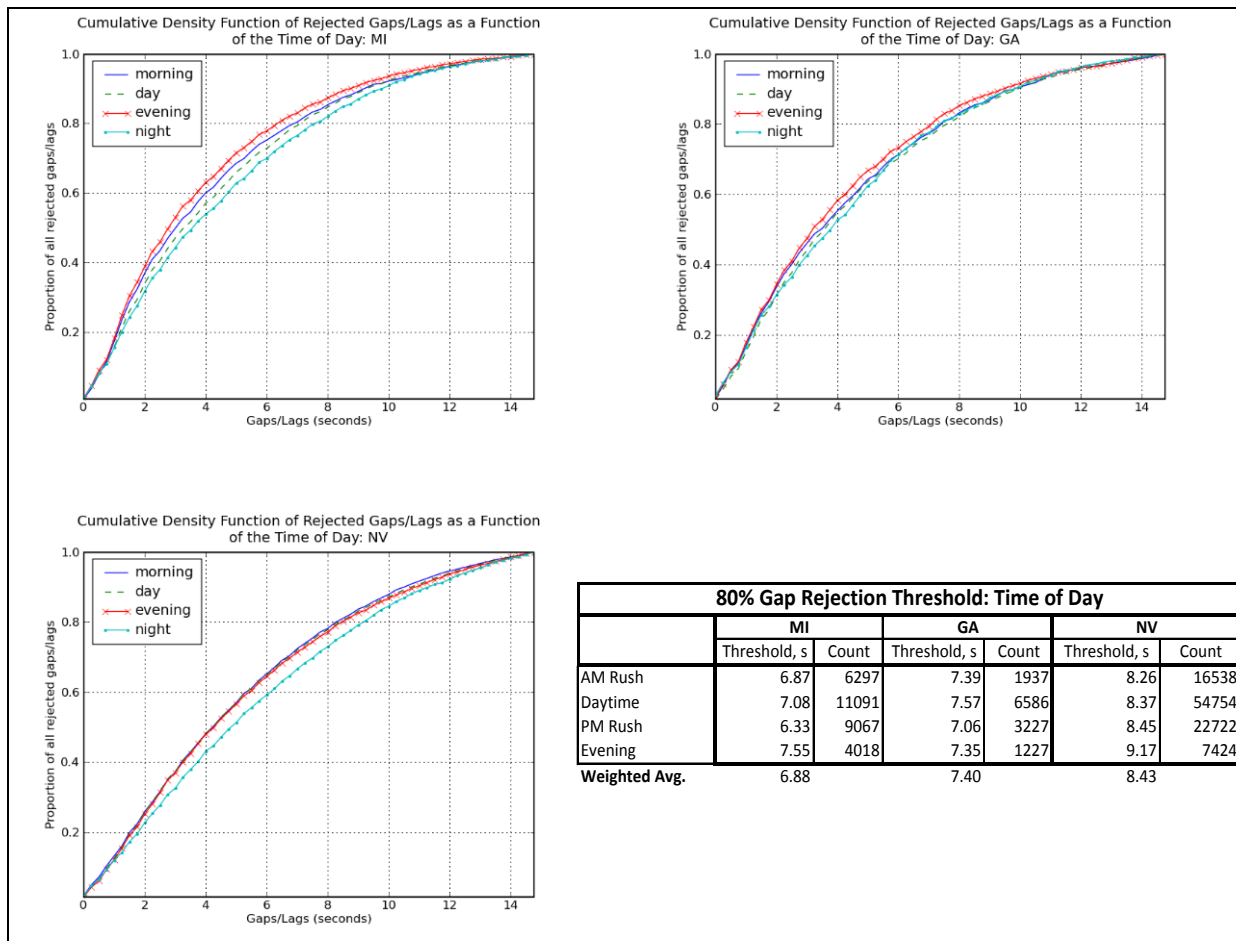 Cumulative Density Function of Rejected Gaps/Lags as a Function
of the Time of Day: MI
morning
day
evening
night
Proportion of all rejected gaps/lags
1.0
0.8
0.6
0.4
0.2
0 2 4 6 8 10 12 14
Gaps/Lags (seconds)
Cumulative Density Function of Rejected Gaps/Lags as a Function
of the Time of Day: GA
morning
day
evening
night
Proportion of all rejected gaps/lags
1.0
0.8
0.6
0.4
0.2
0 2 4 6 8 10 12 14
Gaps/Lags (seconds)
Cumulative Density Function of Rejected Gaps/Lags as a Function
of the Time of Day: NV
morning
day
evening
night
Proportion of all rejected gaps/lags
1.0
0.8
0.6
0.4
0.2
0 2 4 6 8 10 12 14
Gaps/Lags (seconds)
80% Gap Rejection Threshold: Time of Day
MI GA NV
Threshold, s Count Threshold, s Count Threshold, s Count
AM Rush 6.87 6297 7.39 1937 8.26 16538
Daytime 7.08 11091 7.57 6586 8.37 54754
PM Rush 6.33 9067 7.06 3227 8.45 22722
Evening 7.55 4018 7.35 1227 9.17 7424
Weighted Avg. 6.88 7.40 8.43